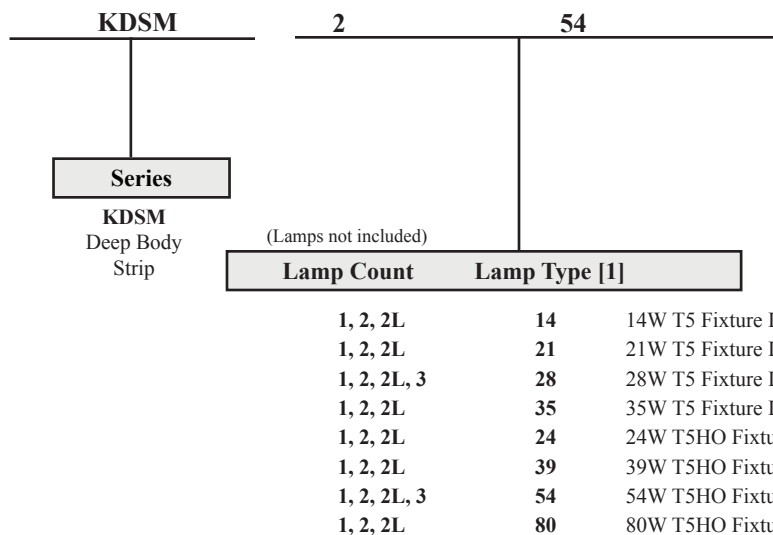 KDSM 2 54
Series
KDSM
Deep Body
Strip
(Lamps not included)
Lamp Count Lamp Type [1]
1, 2, 2L 14 14W T5 Fixture
1, 2, 2L 21 21W T5 Fixture
1, 2, 2L, 3 28 28W T5 Fixture
1, 2, 2L 35 35W T5 Fixture
1, 2, 2L 24 24W T5HO
1, 2, 2L 39 39W T5HO
1, 2, 2L, 3 54 54W T5HO
1, 2, 2L 80 80W T5HO